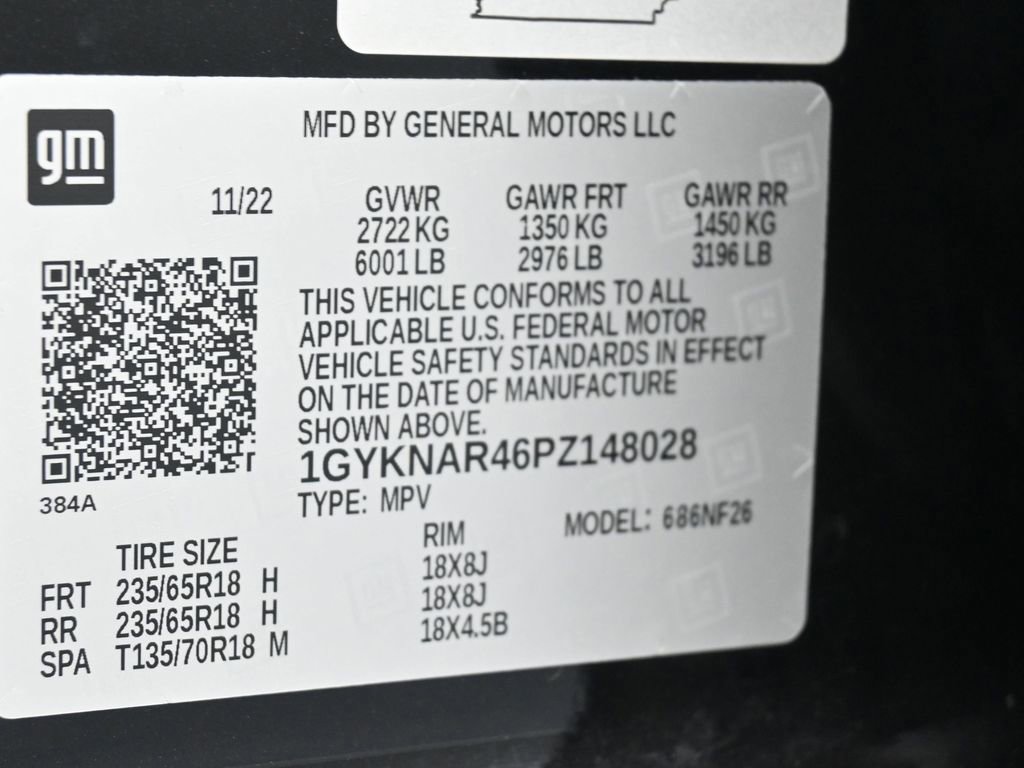 gm
MFD BY GENERAL MOTORS LLC
11/22 GVWR GAWR FRT GAWR RR
2722 KG 1350 KG 1450 KG
6001 LB 2976 LB 3196 LB
THIS VEHICLE CONFORMS TO ALL
APPLICABLE U.S. FEDERAL MOTOR
VEHICLE SAFETY STANDARDS IN EFFECT
ON THE DATE OF MANUFACTURE
SHOWN ABOVE.
1GYKNAR46PZ148028
384A
TYPE: MPV MODEL: 686NF26
TIRE SIZE RIM
FRT 235/65R18 H 18X8J
RR 235/65R18 H 18X8J
SPA T135/70R18 M 18X4.5B